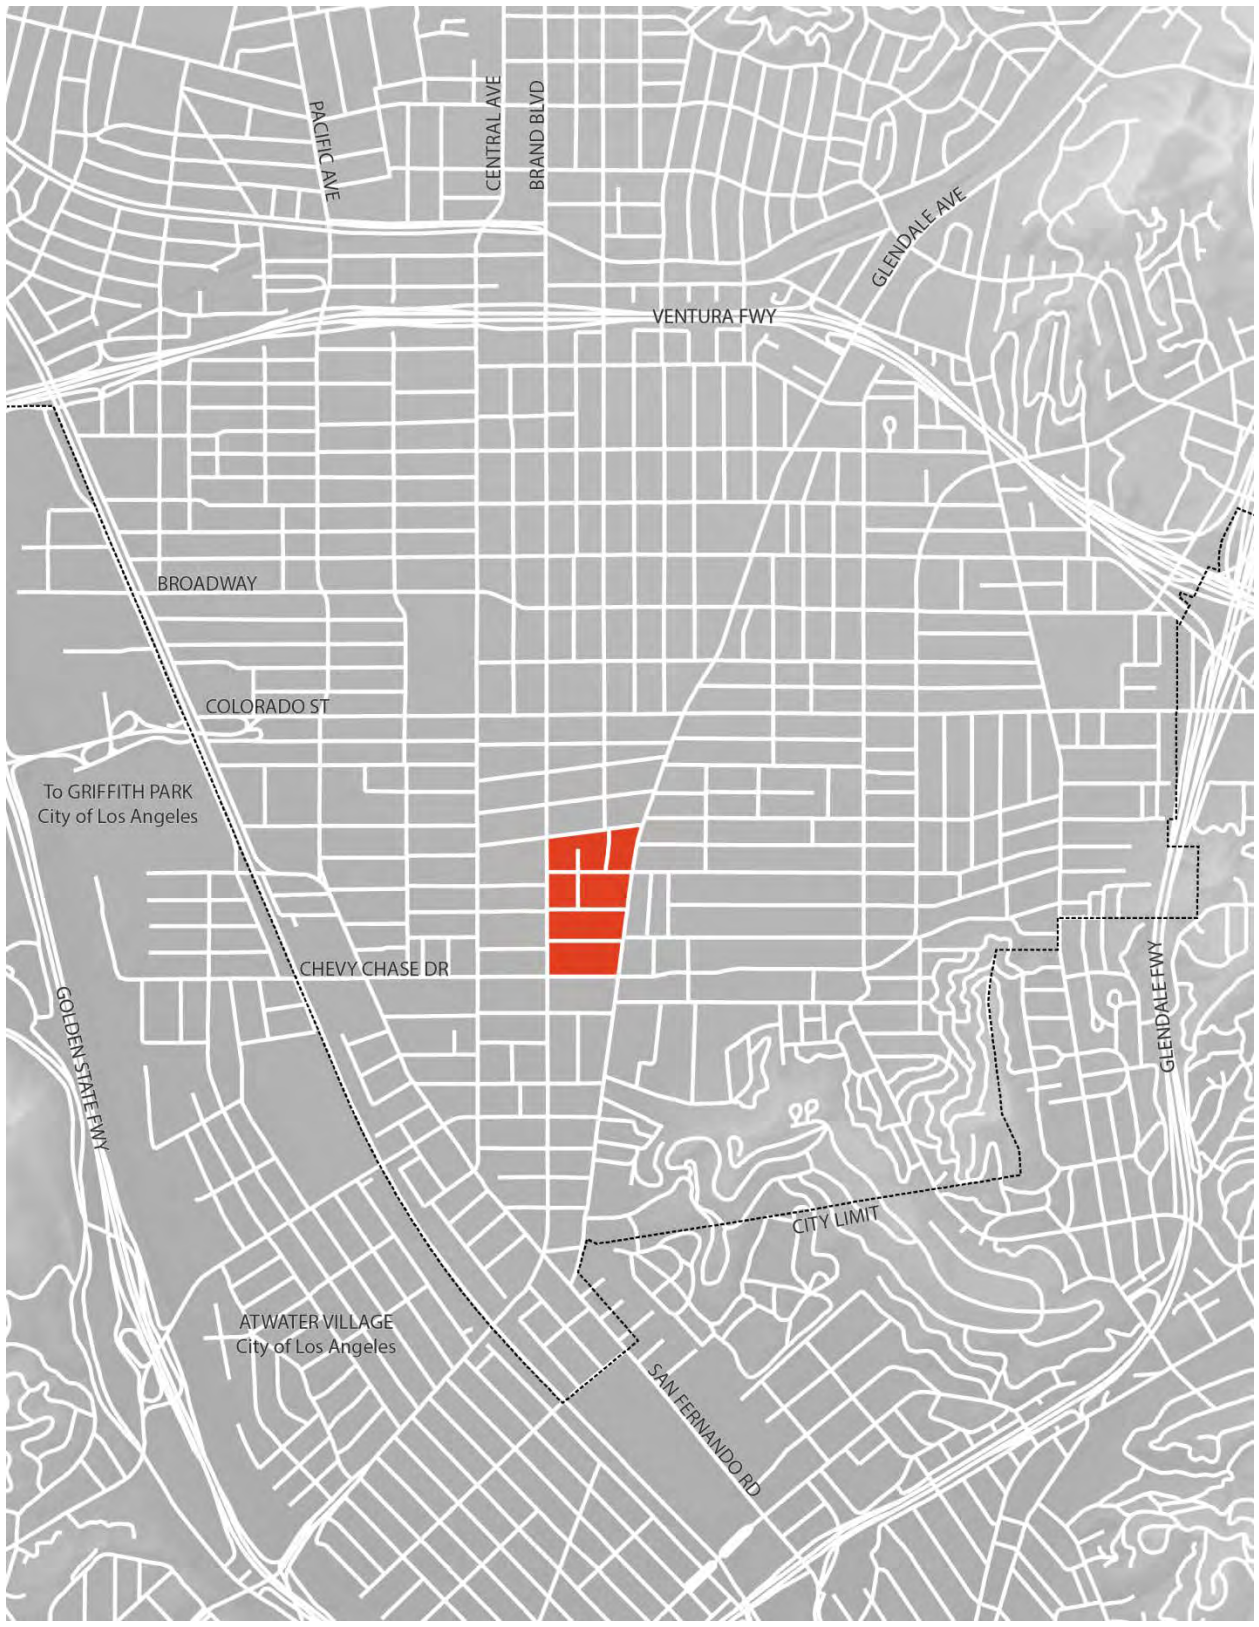 PACIFIC AVE
CENTRAL AVE
BRAND BLVD
GLENDALE AVE
VENTURA FWY
BROADWAY
COLORADO ST
To GRIFFITH PARK
City of Los Angeles
CHEVY CHASE DR
GOLDEN STATE FWY
GLENDALE FWY
CITY LIMIT
ATWATER VILLAGE
City of Los Angeles
SAN FERNANDO RD